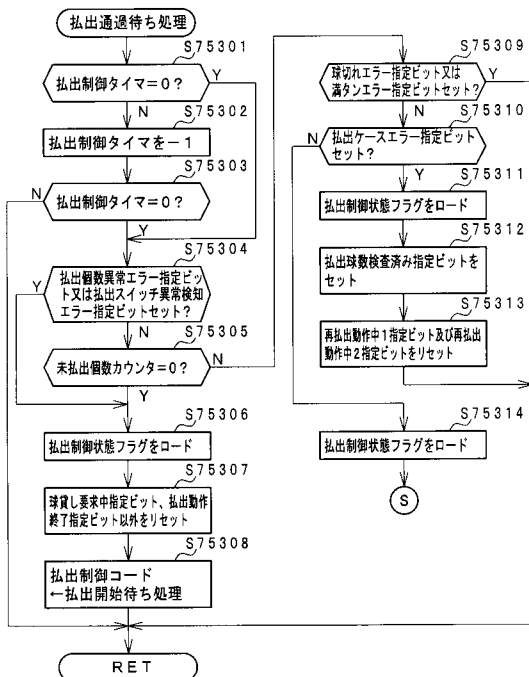 払出通過待ち処理
S75301
払出制御タイマ=0?
Y
N
S75302
払出制御タイマを-1
S75303
N
払出制御タイマ=0?
Y
S75304
Y
払出個数異常エラー指定ビッ
ト又は払出スイッチ異常検知
エラー指定ビットセット?
N
S75305
未払出個数カウンタ=0?
N
Y
S75306
払出制御状態フラグをロード
S75307
球貸し要求中指定ビット、払出動作
終了指定ビット以外をリセット
S75308
払出制御コード
←払出開始待ち処理
RET
S75309
球切れエラー指定ビット又は
満タンエラー指定ビットセット?
Y
N
S75310
N
払出ケースエラー指定ビット
セット?
Y
S75311
払出制御状態フラグをロード
S75312
払出球数検査済み指定ビットを
セット
S75313
再払出動作中1指定ビット及び再払出
動作中2指定ビットをリセット
S75314
払出制御状態フラグをロード
S